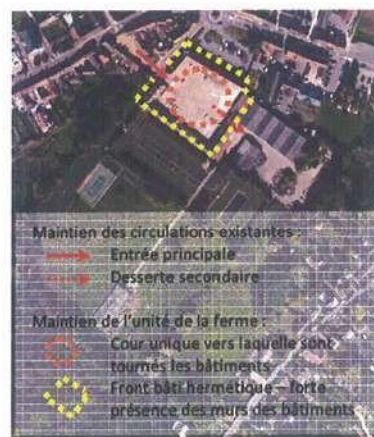 Maintien des circulations existantes :
Entrée principale
Desserte secondaire
Maintien de l'unité de la ferme :
Cour unique vers laquelle sont
tournés les bâtiments
Front bâti hermétique – forte
présence des murs des bâtiments